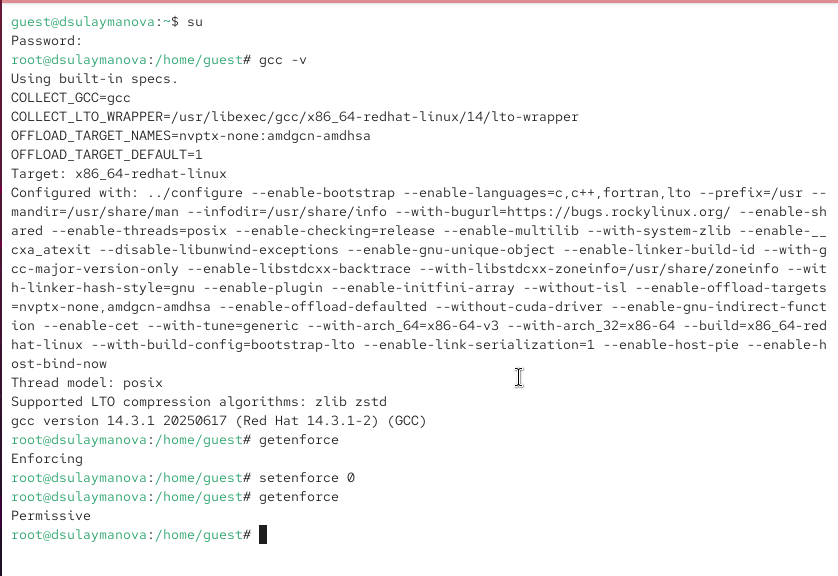 guest@dsulaymanova:~$ su
Password:
root@dsulaymanova:/home/guest# gcc -v
Using built-in specs.
COLLECT_GCC=gcc
COLLECT_LTO_WRAPPER=/usr/libexec/gcc/x86_64-redhat-linux/14/lto-wrapper
OFFLOAD_TARGET_NAMES=nvptx-none:amdgcn-amdhsa
OFFLOAD_TARGET_DEFAULT=1
Target: x86_64-redhat-linux
Configured with: ../configure --enable-bootstrap --enable-languages=c,c++,fortran,lto --prefix=/usr --
mandir=/usr/share/man --infodir=/usr/share/info --with-bugurl=https://bugs.rockylinux.org/ --enable-sh
ared --enable-threads=posix --enable-checking=release --enable-multilib --with-system-zlib --enable-__
cxa_atexit --disable-libunwind-exceptions --enable-gnu-unique-object --enable-linker-build-id --with-g
cc-major-version-only --enable-libstdcxx-backtrace --with-libstdcxx-zoneinfo=/usr/share/zoneinfo --wit
h-linker-hash-style=gnu --enable-plugin --enable-initfini-array --without-isl --enable-offload-targets
=nvptx-none,amdgcn-amdhsa --enable-offload-defaulted --without-cuda-driver --enable-gnu-indirect-funct
ion --enable-cet --with-tune=generic --with-arch_64=x86-64-v3 --with-arch_32=x86-64 --build=x86_64-red
hat-linux --with-build-config=bootstrap-lto --enable-link-serialization=1 --enable-host-pie --enable-h
ost-bind-now
Thread model: posix
Supported LTO compression algorithms: zlib zstd
gcc version 14.3.1 20250617 (Red Hat 14.3.1-2) (GCC)
root@dsulaymanova:/home/guest# getenforce
Enforcing
root@dsulaymanova:/home/guest# setenforce 0
root@dsulaymanova:/home/guest# getenforce
Permissive
root@dsulaymanova:/home/guest#